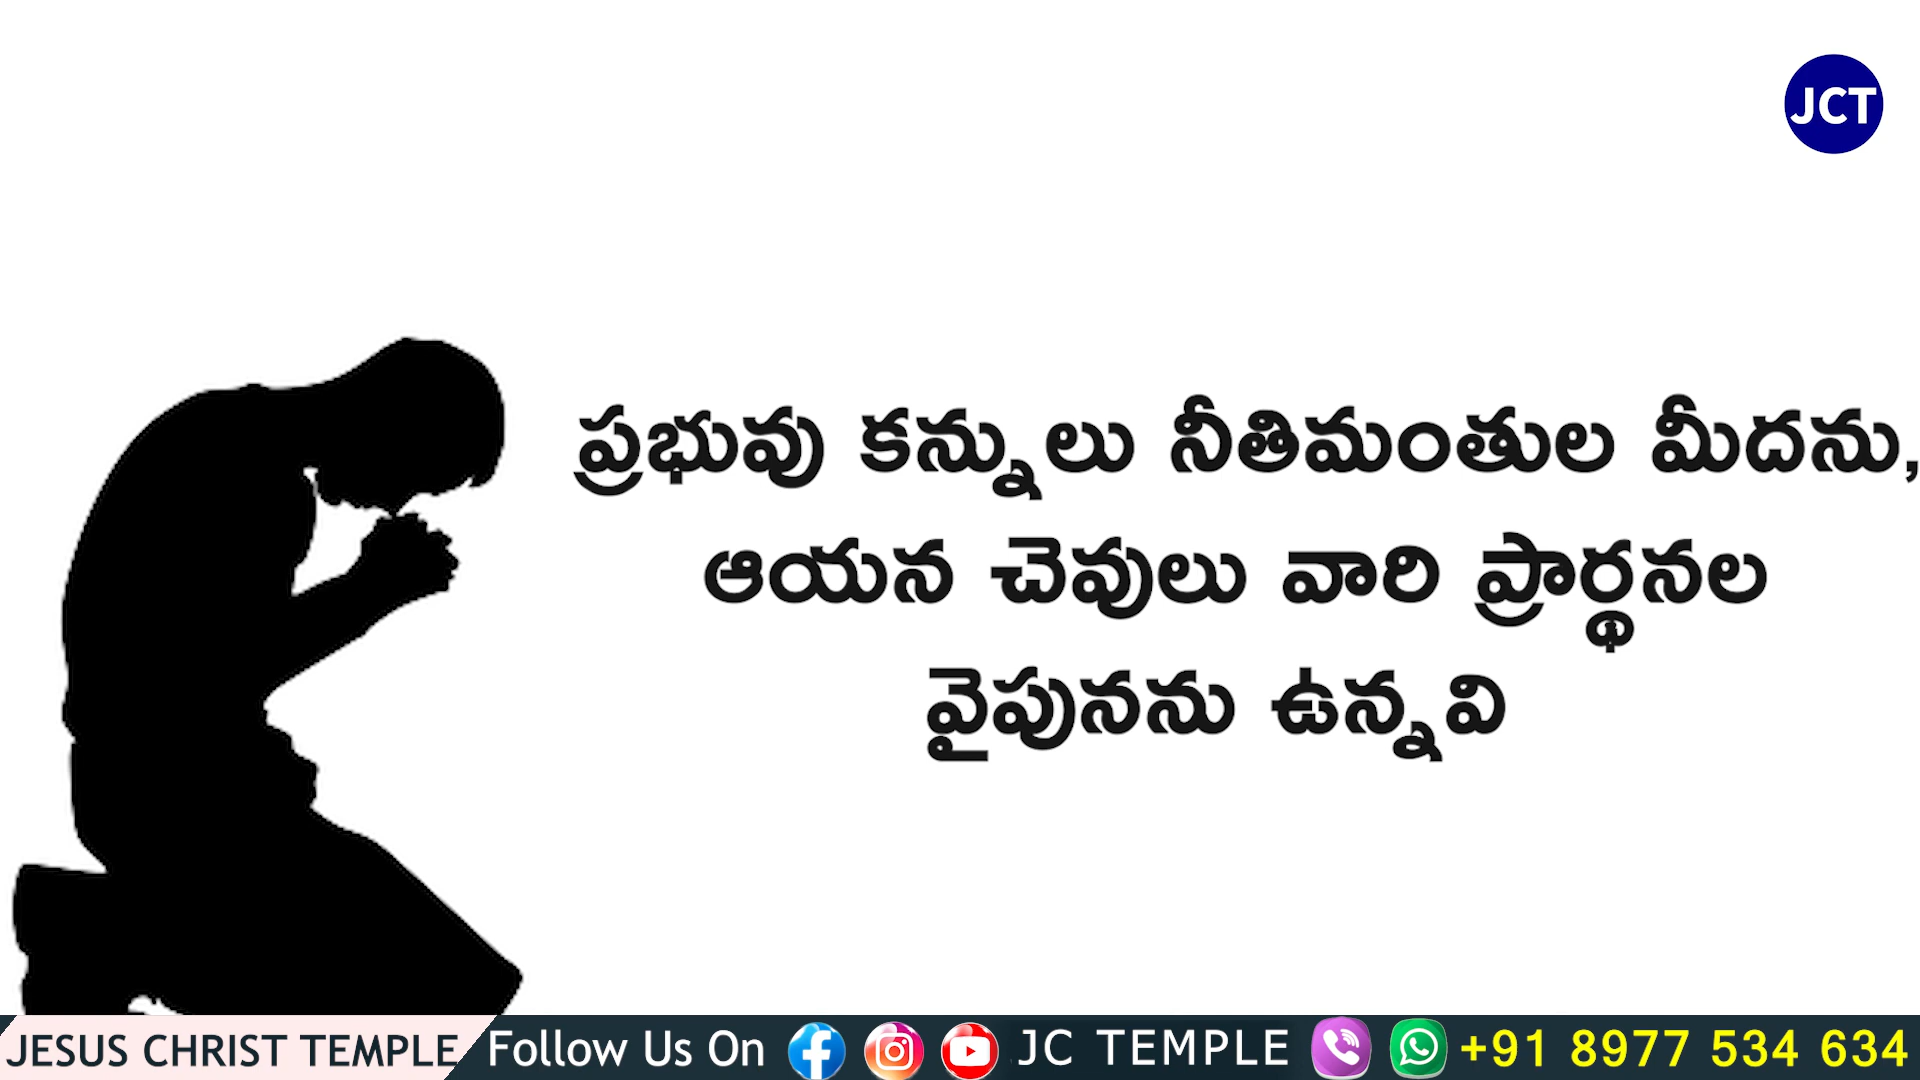 JCT
ప్రభువు కన్నులు నీతిమంతుల మీదను,
ఆయన చెవులు వారి ప్రార్థనల
వైపునను ఉన్నవి
JESUS CHRIST TEMPLE Follow Us On JC TEMPLE +91 8977 534 634